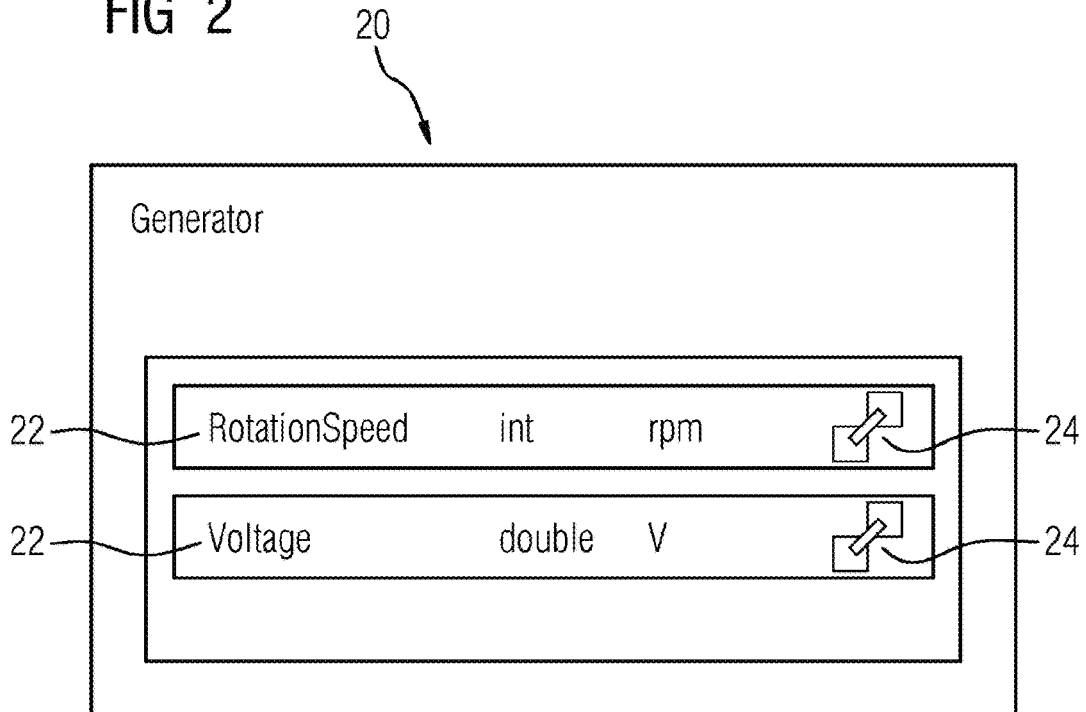 FIG 2
20
Generator
22 RotationSpeed int rpm 24
22 Voltage double V 24